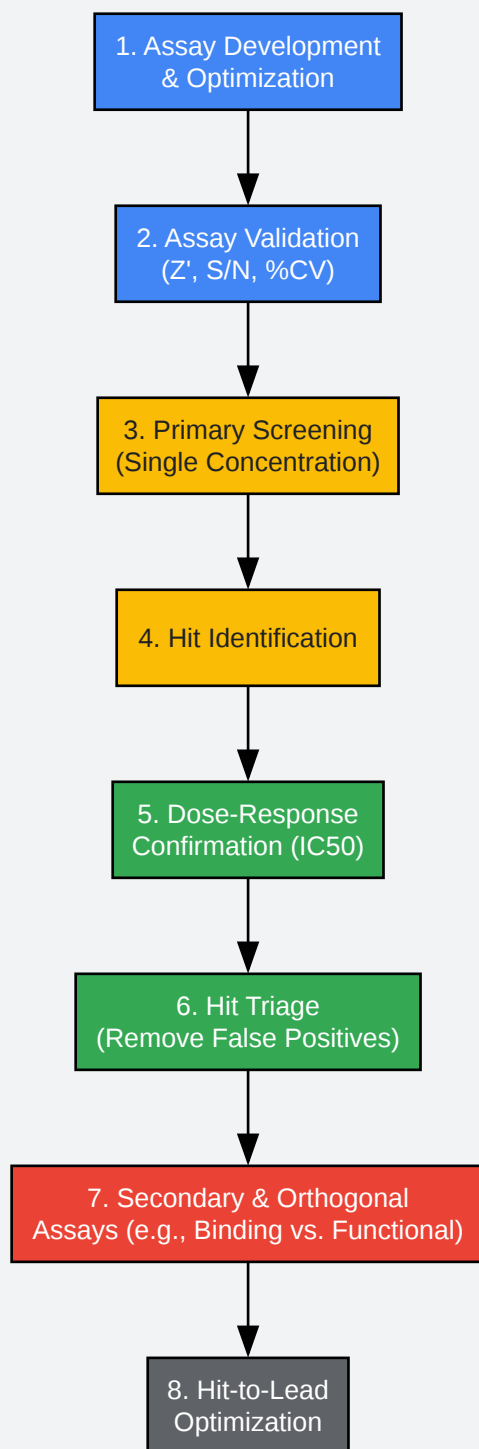 1. Assay Development
& Optimization
2. Assay Validation
(Z', S/N, %CV)
3. Primary Screening
(Single Concentration)
4. Hit Identification
5. Dose-Response
Confirmation (IC50)
6. Hit Triage
(Remove False Positives)
7. Secondary & Orthogonal
Assays (e.g., Binding vs. Functional)
8. Hit-to-Lead
Optimization